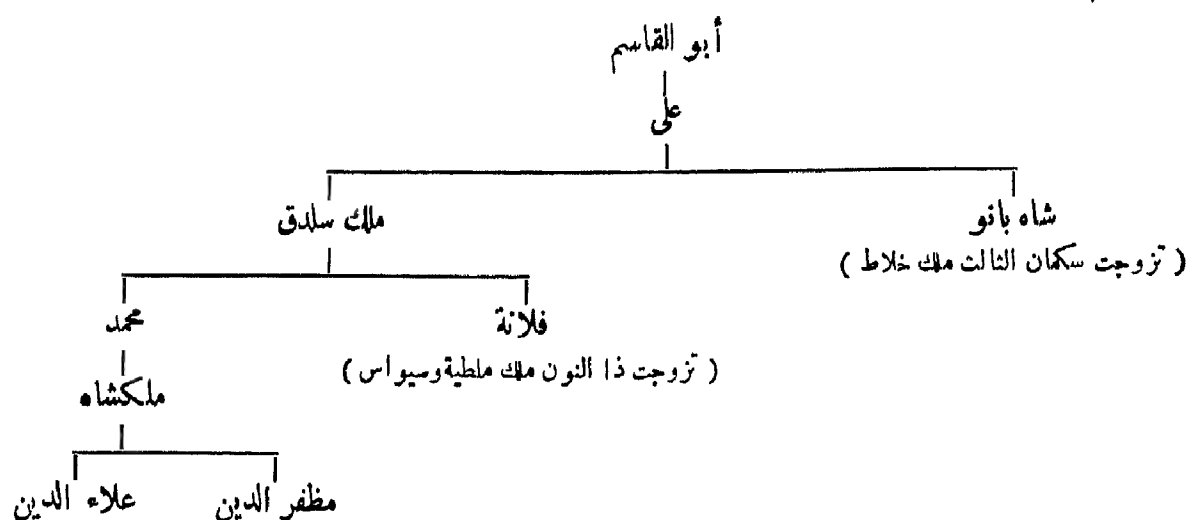 أبو القاسم
على
شاه بانو
( تزوجت سكمان الثالث ملك خلاط )
ملك سلدق
فلانة
( تزوجت ذا النون ملك ملطية وسيواس )
محمد
ملكشاه
مظفر الدين
علاء الدين